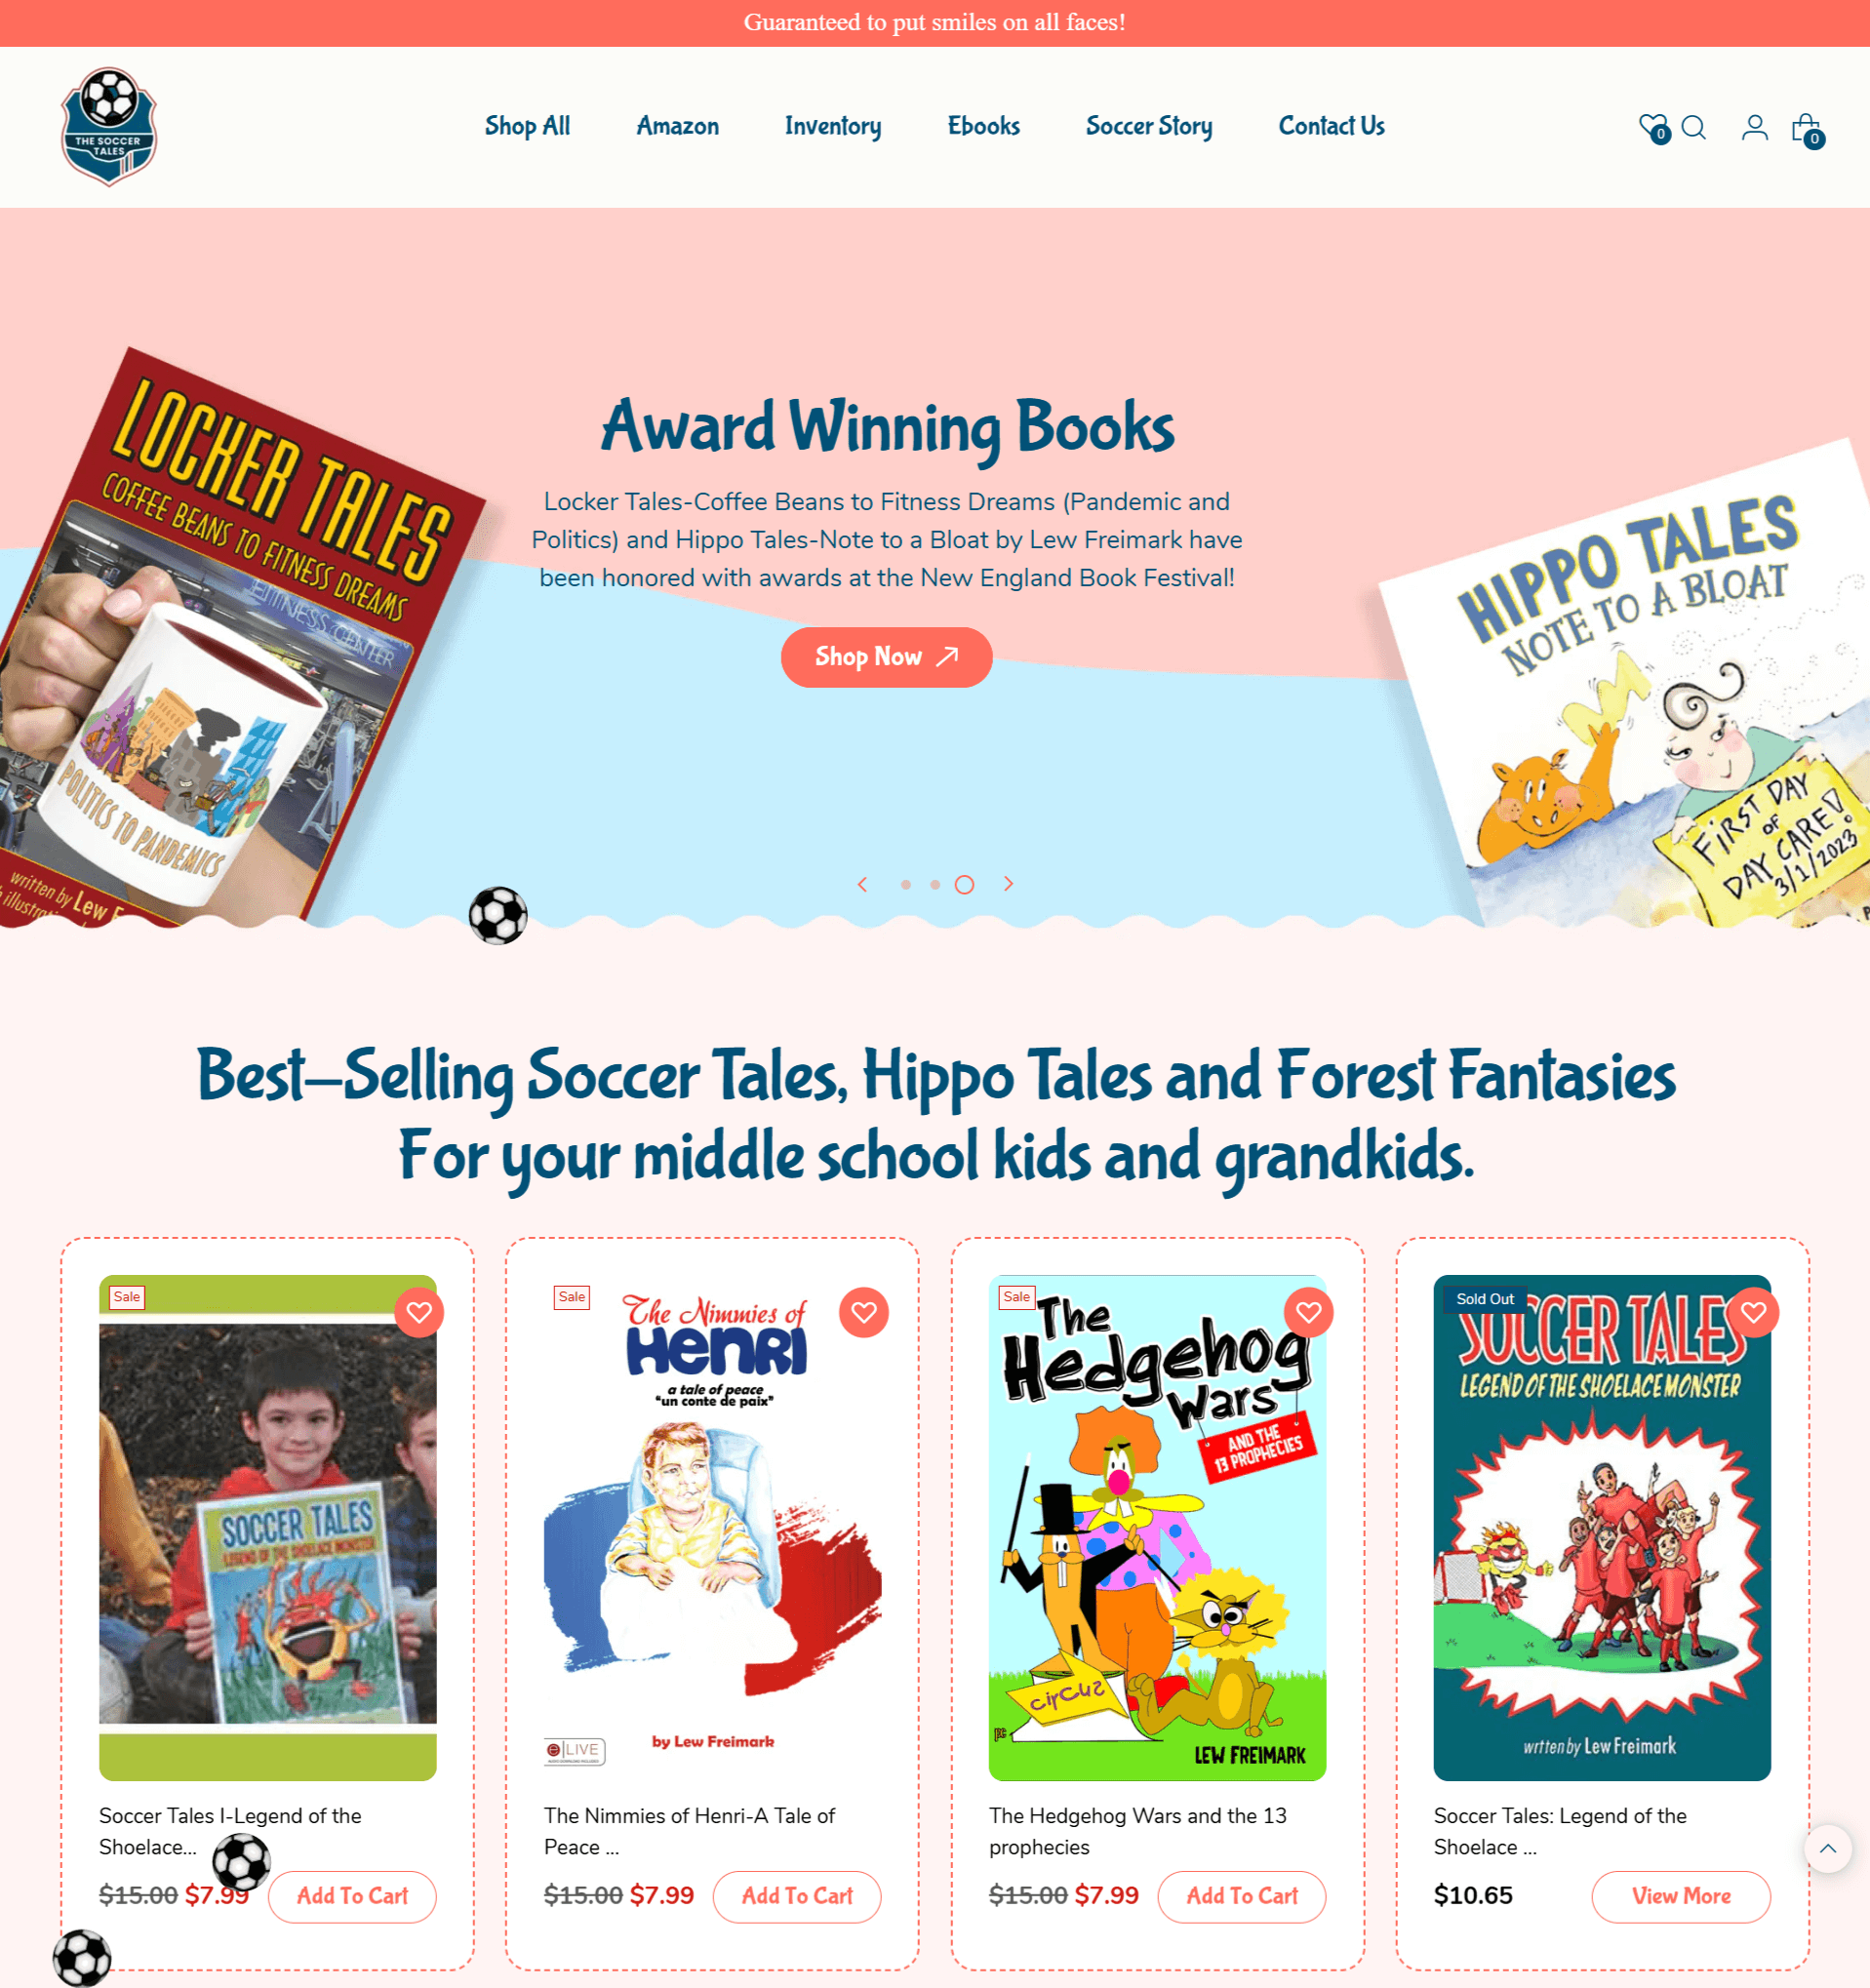 Guaranteed to put smiles on all faces!
THE SOCCER
TALES
Shop All
Amazon
Inventory
Ebooks
Soccer Story
Contact Us
0
0
LOCKER TALES
COFFEE BEANS TO FITNESS DREAMS
FITNESS CENTER
POLITICS TO PANDEMICS
written by Lew
Award Winning Books
Locker Tales-Coffee Beans to Fitness Dreams (Pandemic and
Politics) and Hippo Tales-Note to a Bloat by Lew Freimark have
been honored with awards at the New England Book Festival!
Shop Now
HIPPO TALES
NOTE TO A BLOAT
FIRST DAY
OF
DAY CARE!
3/1/2023
Best-Selling Soccer Tales, Hippo Tales and Forest Fantasies
For your middle school kids and grandkids.
Sale
SOCCER TALES
LEGEND OF THE SHOELACE MONSTER
Soccer Tales I-Legend of the
Shoelace...
$15.00 $7.99
Add To Cart
Sale
The Nimmies of
HENRI
a tale of peace
"un conte de paix"
e LIVE
by Lew Freimark
The Nimmies of Henri-A Tale of
Peace ...
$15.00 $7.99
Add To Cart
Sale
The
Hedgehog
Wars
AND THE
13 PROPHECIES
circus
pc
LEW FREIMARK
The Hedgehog Wars and the 13
prophecies
$15.00 $7.99
Add To Cart
Sold Out
SOCCER TALES
LEGEND OF THE SHOELACE MONSTER
written by Lew Freimark
Soccer Tales: Legend of the
Shoelace ...
$10.65
View More